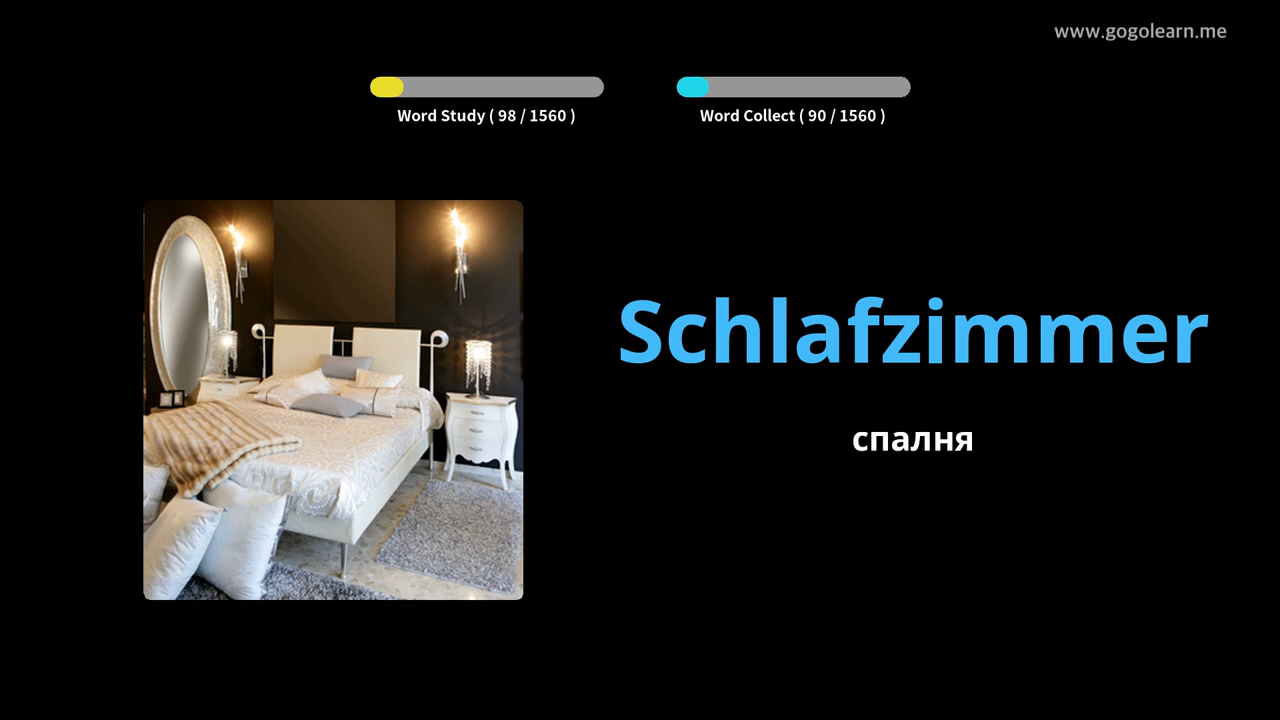 www.gogolearn.me
Word Study ( 98 / 1560 )
Word Collect ( 90 / 1560 )
Schlafzimmer
спалня